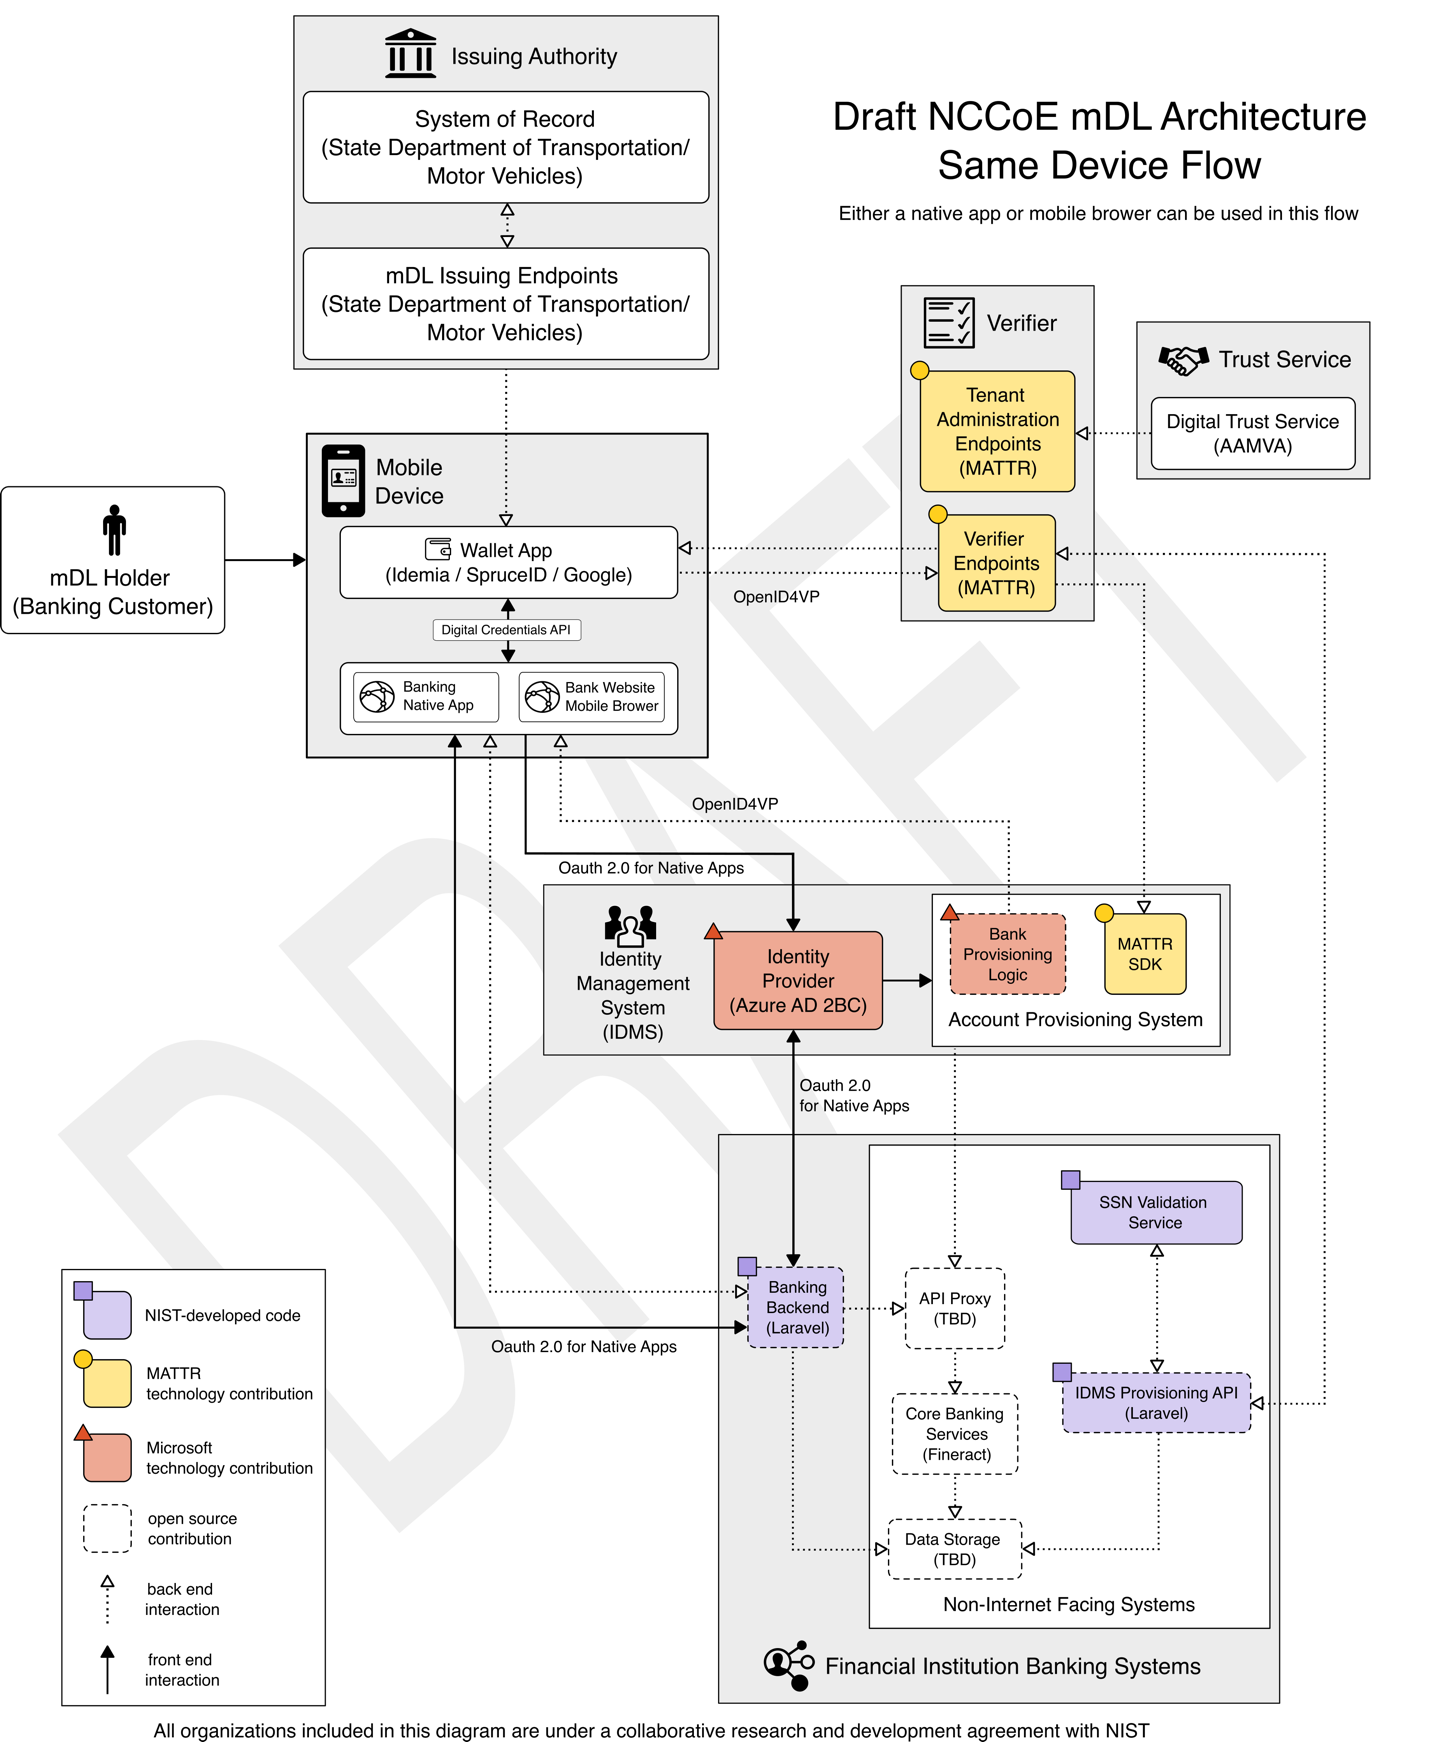 Issuing Authority
System of Record
(State Department of Transportation/
Motor Vehicles)
mDL Issuing Endpoints
(State Department of Transportation/
Motor Vehicles)
Draft NCCoE mDL Architecture
Same Device Flow
Either a native app or mobile brower can be used in this flow
Verifier
Tenant
Administration
Endpoints
(MATTR)
Verifier
Endpoints
(MATTR)
Trust Service
Digital Trust Service
(AAMVA)
mDL Holder
(Banking Customer)
Mobile
Device
Wallet App
(Idemia / SpruceID / Google)
Digital Credentials API
Banking
Native App
Bank Website
Mobile Brower
OpenID4VP
OpenID4VP
Oauth 2.0 for Native Apps
Identity
Management
System
(IDMS)
Identity
Provider
(Azure AD 2BC)
Bank
Provisioning
Logic
MATTR
SDK
Account Provisioning System
Oauth 2.0
for Native Apps
SSN Validation
Service
Banking
Backend
(Laravel)
API Proxy
(TBD)
Oauth 2.0 for Native Apps
IDMS Provisioning API
(Laravel)
Core Banking
Services
(Fineract)
Data Storage
(TBD)
Non-Internet Facing Systems
Financial Institution Banking Systems
NIST-developed code
MATTR
technology contribution
Microsoft
technology contribution
open source
contribution
back end
interaction
front end
interaction
All organizations included in this diagram are under a collaborative research and development agreement with NIST
DRAFT